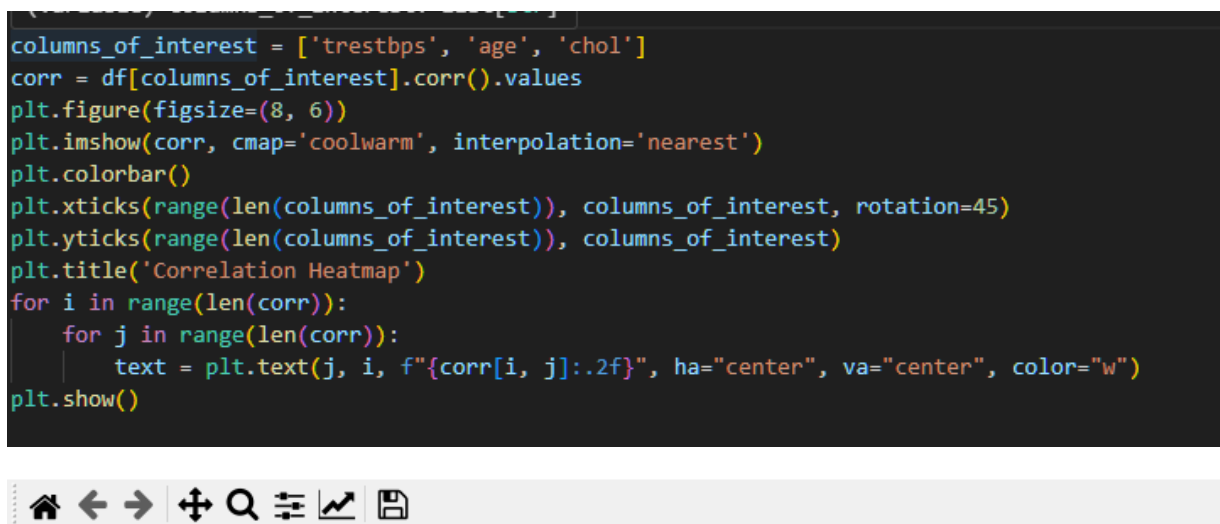 columns_of_interest = ['trestbps', 'age', 'chol']
corr = df[columns_of_interest].corr().values
plt.figure(figsize=(8, 6))
plt.imshow(corr, cmap='coolwarm', interpolation='nearest')
plt.colorbar()
plt.xticks(range(len(columns_of_interest)), columns_of_interest, rotation=45)
plt.yticks(range(len(columns_of_interest)), columns_of_interest)
plt.title('Correlation Heatmap')
for i in range(len(corr)):
    for j in range(len(corr)):
        text = plt.text(j, i, f"{corr[i, j]:.2f}", ha="center", va="center", color="w")
plt.show()